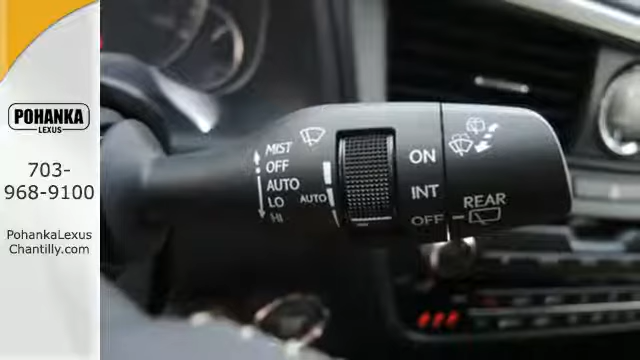 POHANKA
LEXUS
703-
968-9100
PohankaLexus
Chantilly.com
MIST
OFF
AUTO
LO
HI
AUTO
ON
INT
OFF
REAR